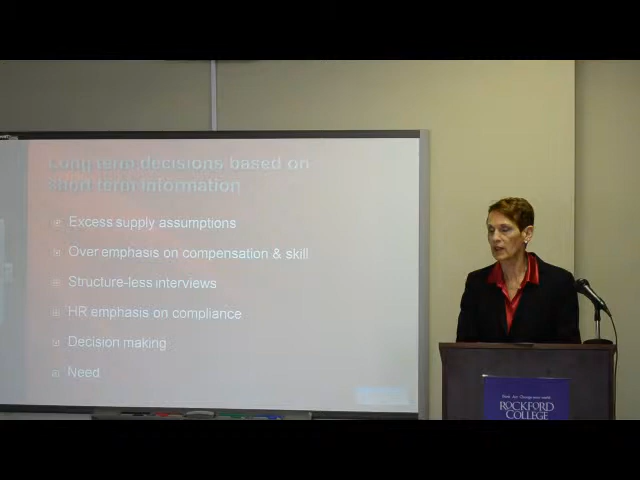 Long term decisions based on
short term information
Excess supply assumptions
Over emphasis on compensation & skill
Structure-less interviews
HR emphasis on compliance
Decision making
Need
ROCKFORD
COLLEGE